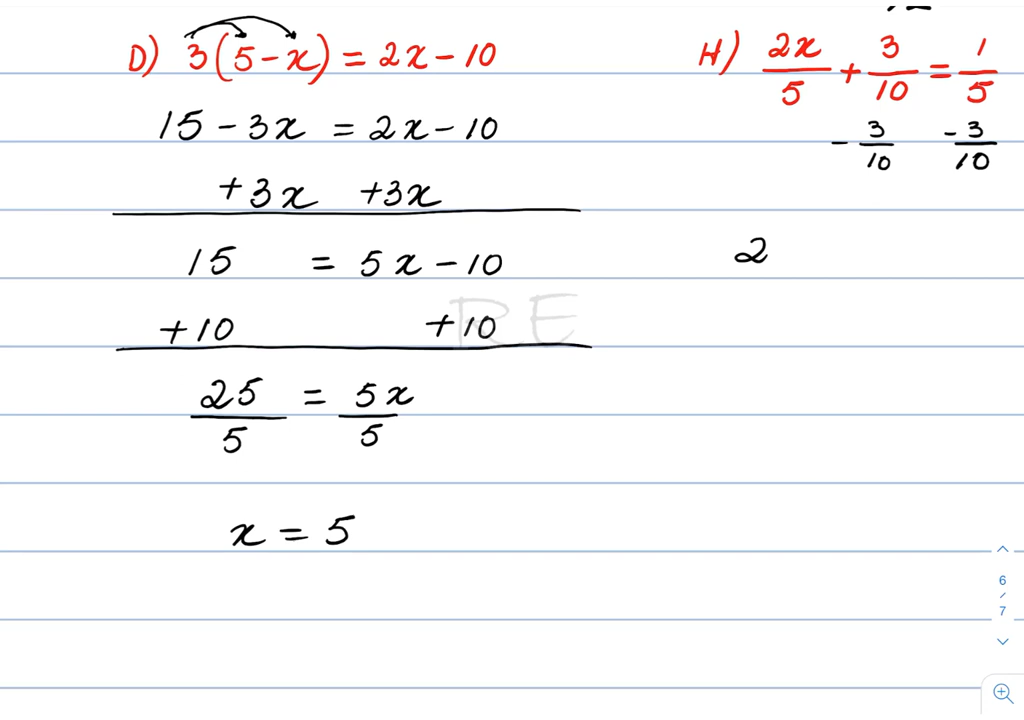 D) 3(5-x) = 2x-10
15 - 3x = 2x-10
+3x +3x
15 = 5x-10
+10 +10
25/5 = 5x/5
x = 5
H) 2x/5 + 3/10 = 1/5
- 3/10 - 3/10
2
RE
6
/
7